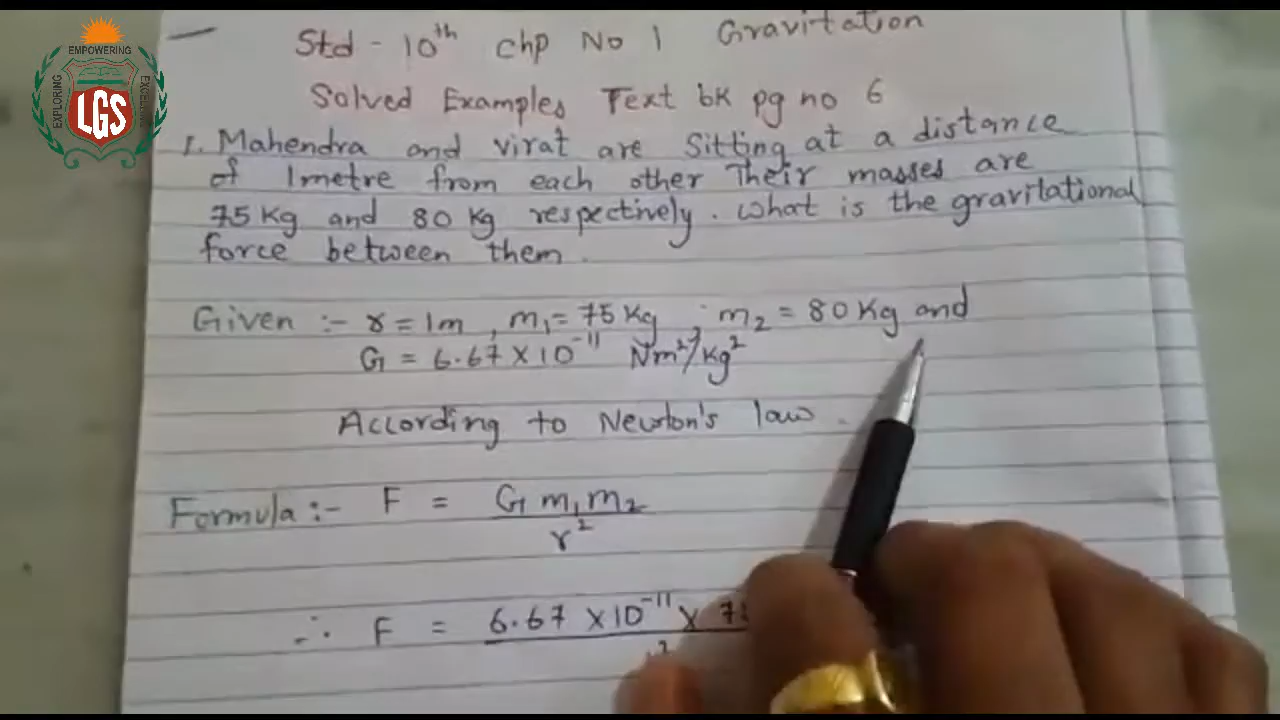 EMPOWERING
EXPLORING
EXCELLENCE
LGS
Std - 10th chp No 1 Gravitation
Solved Examples Text bk pg no 6
1. Mahendra and virat are Sitting at a distance
of 1metre from each other Their masses are
75 Kg and 80 Kg respectively. What is the gravitational
force between them.
Given :- r = 1m , m₁ = 75 Kg , m₂ = 80 Kg and
G = 6.67 × 10⁻¹¹ Nm²/Kg²
According to Newton's law.
Formula :- F = G m₁ m₂
r²
∴ F = 6.67 × 10⁻¹¹ ×